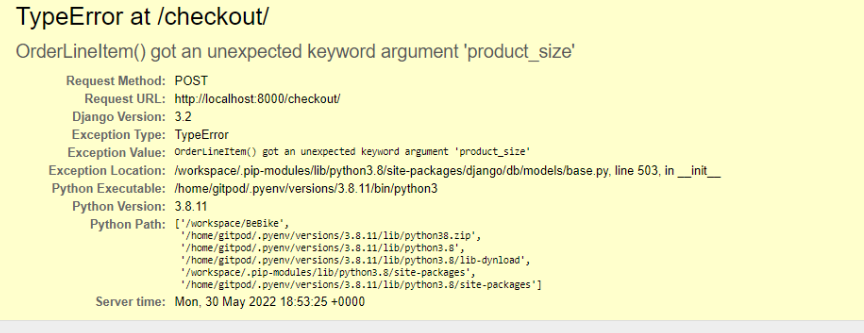 TypeError at /checkout/
OrderLineItem() got an unexpected keyword argument 'product_size'
Request Method: POST
Request URL: http://localhost:8000/checkout/
Django Version: 3.2
Exception Type: TypeError
Exception Value: OrderLineItem() got an unexpected keyword argument 'product_size'
Exception Location: /workspace/.pip-modules/lib/python3.8/site-packages/django/db/models/base.py, line 503, in __init__
Python Executable: /home/gitpod/.pyenv/versions/3.8.11/bin/python3
Python Version: 3.8.11
Python Path: ['/workspace/BeBike',
'/home/gitpod/.pyenv/versions/3.8.11/lib/python38.zip',
'/home/gitpod/.pyenv/versions/3.8.11/lib/python3.8',
'/home/gitpod/.pyenv/versions/3.8.11/lib/python3.8/lib-dynload',
'/workspace/.pip-modules/lib/python3.8/site-packages',
'/home/gitpod/.pyenv/versions/3.8.11/lib/python3.8/site-packages']
Server time: Mon, 30 May 2022 18:53:25 +0000